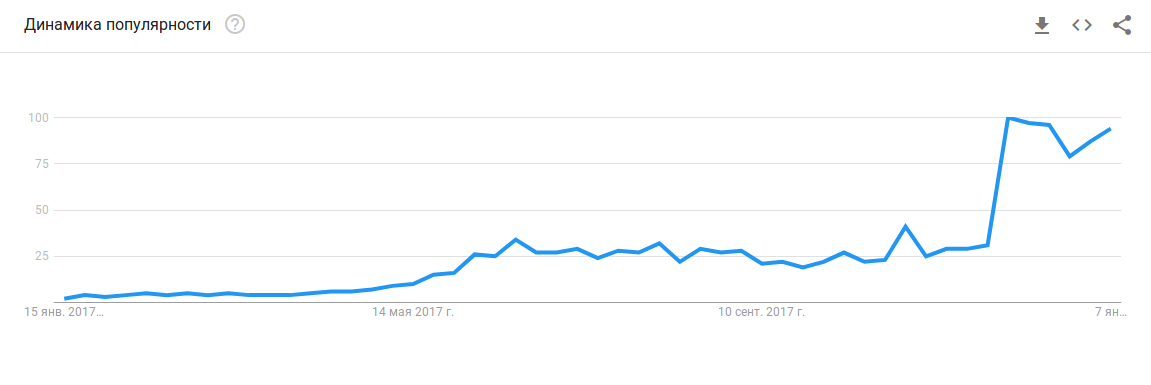 Динамика популярности ?
100
75
50
25
15 янв. 2017…
14 мая 2017 г.
10 сент. 2017 г.
7 ян…